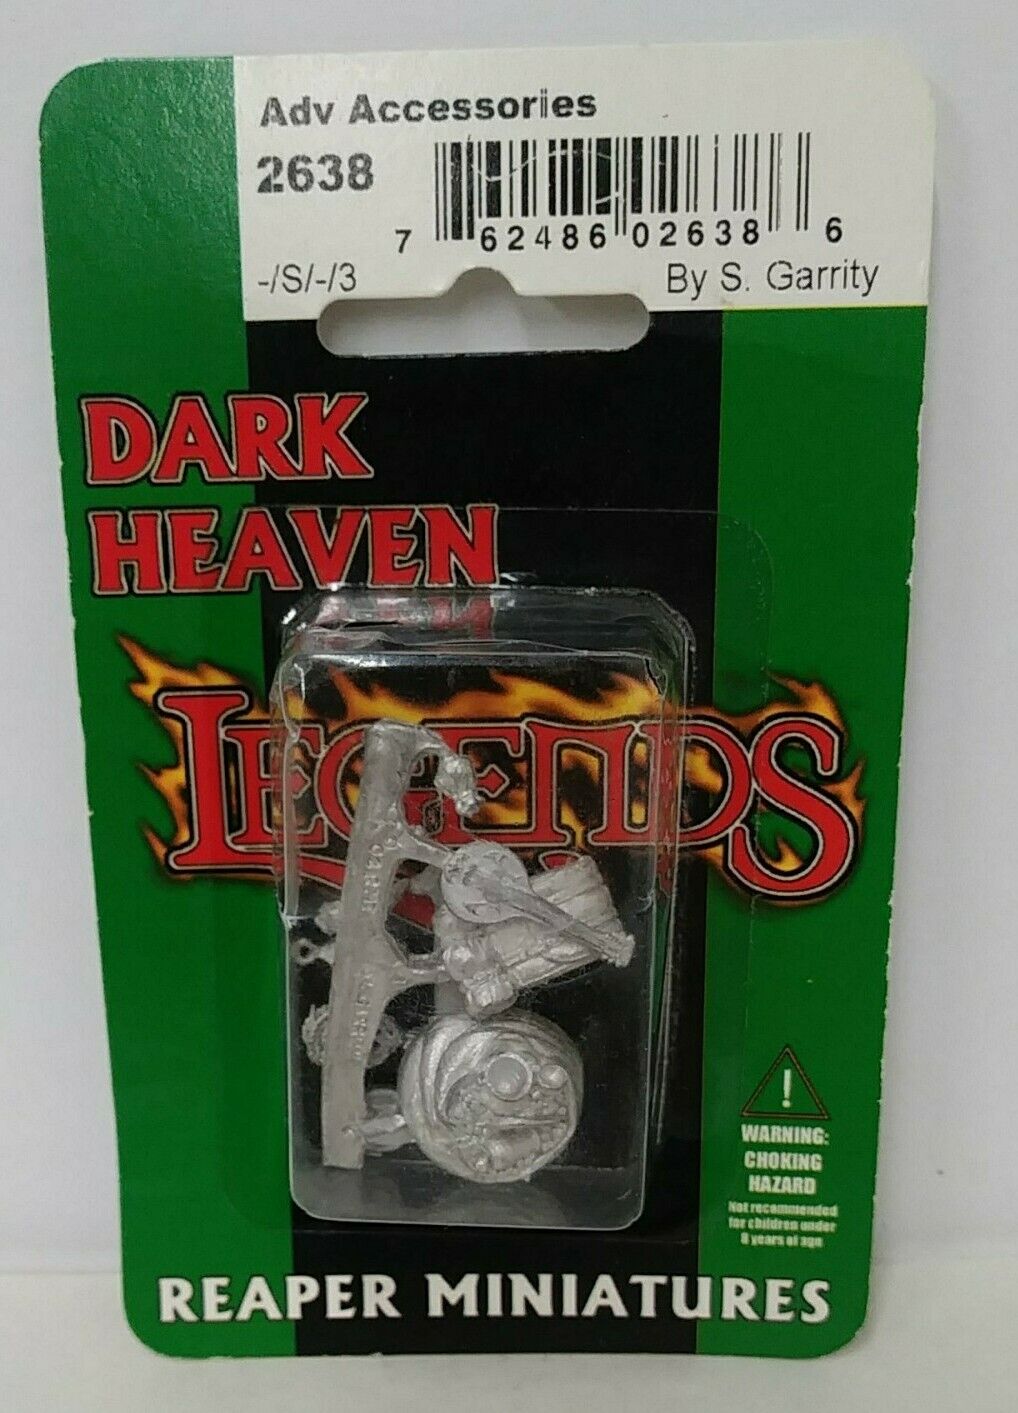 Adv Accessories
2638
7 62486 02638 6
-/S/-/3
By S. Garrity
DARK
HEAVEN
LEGENDS
WARNING:
CHOKING
HAZARD
Not recommended
for children under
8 years of age
REAPER MINIATURES